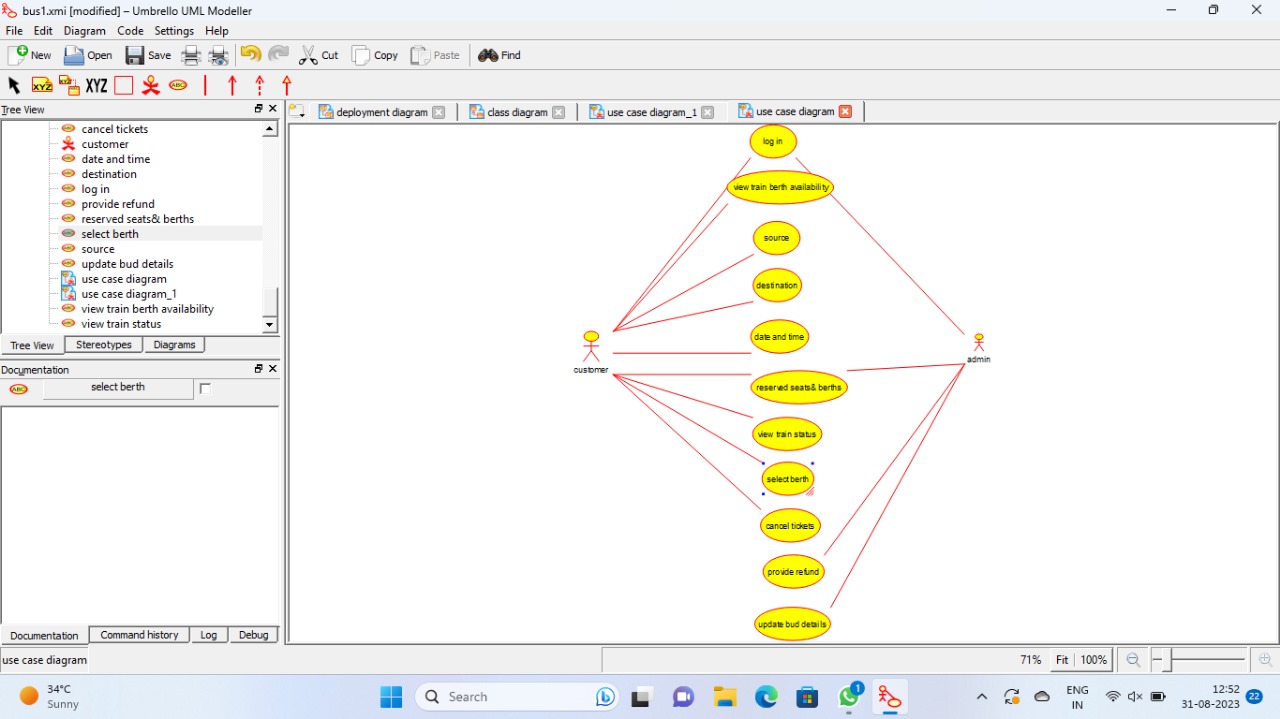 bus1.xmi [modified] – Umbrello UML Modeller
File Edit Diagram Code Settings Help
New Open Save Cut Copy Paste Find
XYZ XYZ XYZ ABC
Tree View
deployment diagram class diagram use case diagram_1 use case diagram
cancel tickets
customer
date and time
destination
log in
provide refund
reserved seats& berths
select berth
source
update bud details
use case diagram
use case diagram_1
view train berth availability
view train status
Tree View Stereotypes Diagrams
Documentation
ABC select berth
Documentation Command history Log Debug
log in
view train berth availability
source
destination
date and time
customer
admin
reserved seats& berths
view train status
select berth
cancel tickets
provide refund
update bud details
use case diagram
71% Fit 100%
34°C
Sunny
Search
1
ENG
IN
12:52
31-08-2023
22